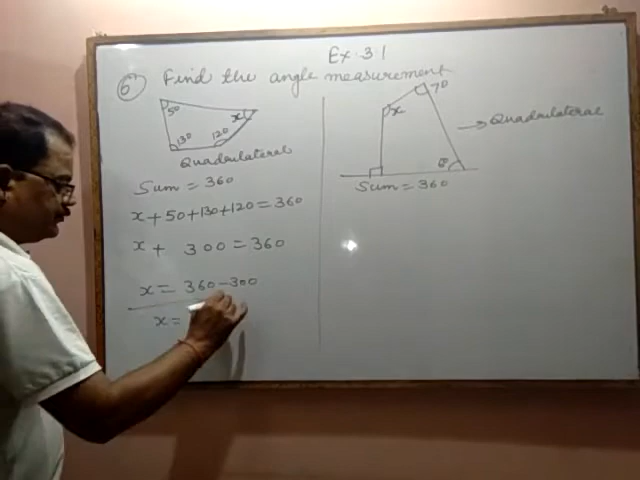 Ex. 3.1
6 Find the angle measurement
50
x
130
120
Quadrilateral
Sum = 360
x + 50 + 130 + 120 = 360
x + 300 = 360
x = 360 - 300
x =
70
x
→ Quadrilateral
Sum = 360